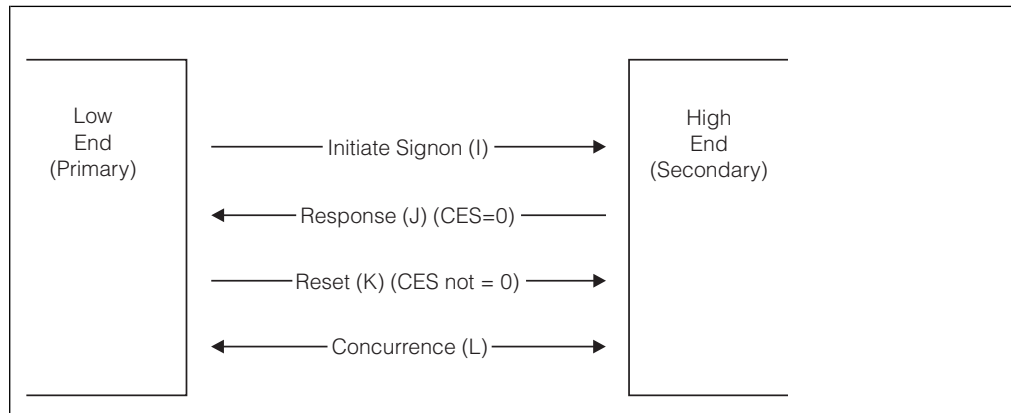 Low
End
(Primary)
High
End
(Secondary)
Initiate Signon (I)
Response (J) (CES=0)
Reset (K) (CES not = 0)
Concurrence (L)